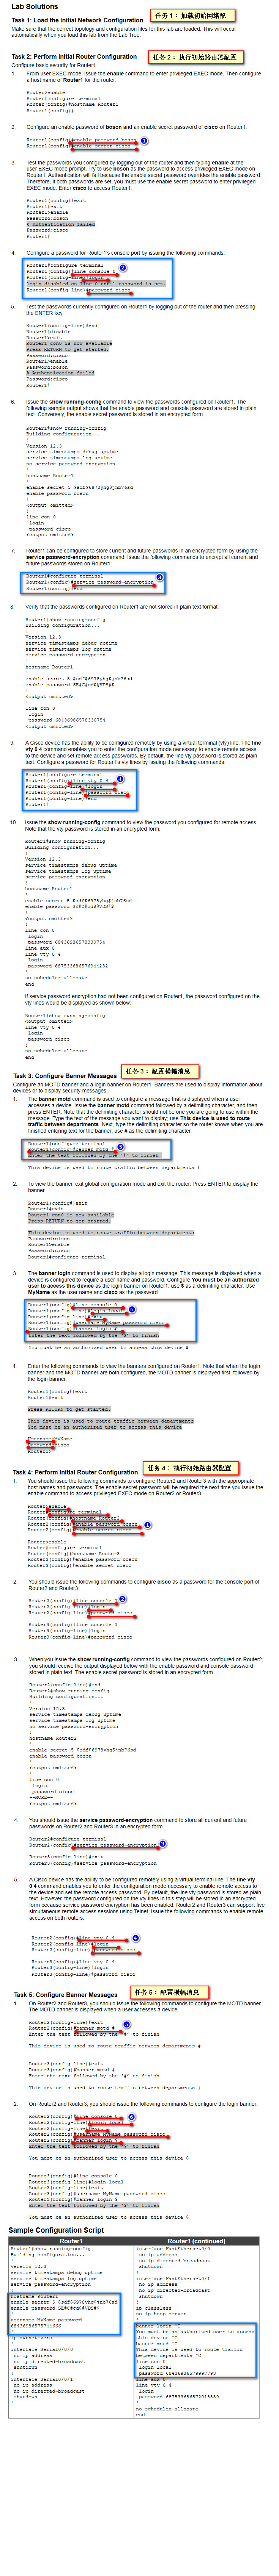 Lab Solutions
Task 1: Load the Initial Network Configuration
任务 1： 加载初始网络配
Make sure that the correct topology and configuration files for this lab are loaded. This will occur
automatically when you load this lab from the Lab Tree.
Task 2: Perform Initial Router Configuration
任务 2 ： 执行初始路由器配置
Configure basic security for Router1.
1. From user EXEC mode, issue the enable command to enter privileged EXEC mode. Then configure
a host name of Router1 for the router.
Router>enable
Router#configure terminal
Router(config)#hostname Router1
Router1(config)#
2. Configure an enable password of boson and an enable secret password of cisco on Router1.
Router1(config)#enable password boson
Router1(config)#enable secret cisco
1
3. Test the passwords you configured by logging out of the router and then typing enable at the
user EXEC mode prompt. Try to use boson as the password to access privileged EXEC mode on
Router1. Authentication will fail because the enable secret password overrides the enable password.
Therefore, if both passwords are set, you must use the enable secret password to enter privileged
EXEC mode. Enter cisco to access Router1.
Router1(config)#exit
Router1#exit
Router1>enable
Password:boson
% Authentication failed
Password:cisco
Router1#
4. Configure a password for Router1's console port by issuing the following commands:
Router1#configure terminal
Router1(config)#line console 0
2
Router1(config-line)#login
login disabled on line 0 until password is set.
Router1(config-line)#password cisco
5. Test the passwords currently configured on Router1 by logging out of the router and then pressing
the ENTER key.
Router1(config-line)#end
Router1#disable
Router1>exit
Router1 con0 is now available
Press RETURN to get started.
Password:cisco
Router1>enable
Password:boson
% Authentication failed
Password:cisco
Router1#
6. Issue the show running-config command to view the passwords configured on Router1. The
following sample output shows that the enable password and console password are stored in plain
text. Conversely, the enable secret password is stored in encrypted form.
Router1#show running-config
Building configuration...
!
Version 12.3
service timestamps debug uptime
service timestamps log uptime
no service password-encryption
!
hostname Router1
!
enable secret 5 $sdf$6978yhg$jnb76sd
enable password boson
!
<output omitted>
!
line con 0
login
password cisco
<output omitted>
7. Router1 can be configured to store current and future passwords in an encrypted form by using the
service password-encryption command. Issue the following commands to encrypt all current and
future passwords stored on Router1:
Router1#configure terminal
3
Router1(config)#service password-encryption
Router1(config)#end
8. Verify that the passwords configured on Router1 are not stored in plain text format.
Router1#show running-config
Building configuration...
!
Version 12.3
service timestamps debug uptime
service timestamps log uptime
service password-encryption
!
hostname Router1
!
enable secret 5 $sdf$6978yhg$jnb76sd
!
<output omitted>
!
line con 0
login
password 68436986578330754
!
<output omitted>
9. A Cisco device has the ability to be configured remotely by using a virtual terminal (vty) line. The line
vty 0 4 command enables you to enter the configuration mode necessary to enable remote access
to the device and set the remote access passwords. By default, the line vty password is stored as plain
text. Configure a password for Router1's vty lines by issuing the following commands:
Router1#configure terminal
Router1(config)#line vty 0 4
4
Router1(config-line)#login
Router1(config-line)#password cisco
Router1(config-line)#end
Router1#
10. Issue the show running-config command to view the password you configured for remote access.
Note that the vty password is stored in an encrypted form.
Router1#show running-config
Building configuration...
!
Version 12.3
service timestamps debug uptime
service timestamps log uptime
service password-encryption
!
hostname Router1
!
enable secret 5 $sdf$6978yhg$jnb76sd
!
<output omitted>
!
line con 0
login
password 68436986578330754
line aux 0
line vty 0 4
login
!
no scheduler allocate
end
If service password encryption had not been configured on Router1, the password configured on the
vty lines would be displayed as shown below:
<output omitted>
line vty 0 4
login
password cisco
!
no scheduler allocate
end
Task 3: Configure Banner Messages
任务 3 ： 配置横幅消息
Configure an MOTD banner and a login banner on Router1. Banners are used to display information about
devices or to display security messages.
1. The banner motd command is used to configure a message that is displayed when a user
accesses a device. Issue the banner motd command followed by a delimiting character, and then
press ENTER. Note that the delimiting character should not be one you are going to use within the
message. Type the text of the message you want to display; use This device is used to route
traffic between departments. Next, type the delimiting character so the router knows when you are
finished entering text for the banner; use # as the delimiting character.
Router1#configure terminal
5
Router1(config)#banner motd #
Enter the text followed by the '#' to finish
This device is used to route traffic between departments #
2. To view the banner, exit global configuration mode and exit the router. Press ENTER to display the
banner.
Router1(config)#exit
Router1#exit
Router1 con0 is now available
Press RETURN to get started.
This device is used to route traffic between departments
Password:cisco
Router1>enable
Password:cisco
Router1#configure terminal
3. The banner login command is used to display a login message. This message is displayed when a
device is configured to require a user name and password. Configure You must be an authorized
user to access this device as the login banner on Router1; use $ as a delimiting character. Use
MyName as the user name and cisco as the password.
Router1(config)#line console 0
Router1(config-line)#login local
6
Router1(config-line)#exit
Router1(config)#username MyName password cisco
Router1(config)#banner login $
Enter the text followed by the '$' to finish
You must be an authorized user to access this device $
4. Enter the following commands to view the banners configured on Router1. Note that when the login
banner and the MOTD banner are both configured, the MOTD banner is displayed first, followed by
the login banner.
Router1(config)#exit
Router1#exit
Press RETURN to get started.
This device is used to route traffic between departments
You must be an authorized user to access this device
Username:MyName
Password:cisco
Router1>
Task 4: Perform Initial Router Configuration
任务 4 ： 执行初始路由器配置
1. You should issue the following commands to configure Router2 and Router3 with the appropriate
host names and passwords. The enable secret password will be required the next time you issue the
enable command to access privileged EXEC mode on Router2 or Router3.
Router>enable
Router#configure terminal
Router(config)#hostname Router2
Router2(config)#enable password boson
1
Router2(config)#enable secret cisco
Router>enable
Router#configure terminal
Router(config)#hostname Router3
Router3(config)#enable password boson
Router3(config)#enable secret cisco
2. You should issue the following commands to configure cisco as a password for the console port of
Router2 and Router3:
Router2(config)#line console 0
2
Router2(config-line)#login
Router2(config-line)#password cisco
Router3(config)#line console 0
Router3(config-line)#login
Router3(config-line)#password cisco
3. When you issue the show running-config command to view the passwords configured on Router2,
you should receive the output displayed below with the enable password and console password
stored in plain text. The enable secret password is stored in an encrypted form.
Router2(config-line)#end
Router2#show running-config
Building configuration...
!
Version 12.3
service timestamps debug uptime
service timestamps log uptime
no service password-encryption
!
hostname Router2
!
enable secret 5 $sdf$6978yhg$jnb76sd
enable password boson
!
<output omitted>
!
line con 0
login
password cisco
--MORE--
<output omitted>
4. You should issue the service password-encryption command to store all current and future
passwords on Router2 and Router3 in an encrypted form.
Router2#configure terminal
Router2(config)#service password-encryption
3
Router3(config-line)#exit
Router3(config)#service password-encryption
5. A Cisco device has the ability to be configured remotely using a virtual terminal line. The line vty
0 4 command enables you to enter the configuration mode necessary to enable remote access to
the device and set the remote access password. By default, the line vty password is stored as plain
text. However, the password configured on the vty lines in this step will be stored in an encrypted
form because service password encryption has been enabled. Router2 and Router3 can support five
simultaneous remote access sessions using Telnet. Issue the following commands to enable remote
access on both routers:
Router2(config)#line vty 0 4
4
Router2(config-line)#login
Router2(config-line)#password cisco
Router3(config)#line vty 0 4
Router3(config-line)#login
Router3(config-line)#password cisco
Task 5: Configure Banner Messages
任务 5 ： 配置横幅消息
1. On Router2 and Router3, you should issue the following commands to configure the MOTD banner.
The MOTD banner is displayed when a user accesses a device.
Router2(config-line)#exit
5
Router2(config)#banner motd #
Enter the text followed by the '#' to finish
This device is used to route traffic between departments #
Router3(config-line)#exit
Router3(config)#banner motd #
Enter the text followed by the '#' to finish
This device is used to route traffic between departments #
2. On Router2 and Router3, you should issue the following commands to configure the login banner:
Router2(config)#line console 0
6
Router2(config-line)#login local
Router2(config-line)#exit
Router2(config)#username MyName password cisco
Router2(config)#banner login $
Enter the text followed by the '$' to finish
You must be an authorized user to access this device $
Router3(config)#line console 0
Router3(config-line)#login local
Router3(config-line)#exit
Router3(config)#username MyName password cisco
Router3(config)#banner login $
Enter the text followed by the '$' to finish
You must be an authorized user to access this device $
Sample Configuration Script
Router1
Router1#show running-config
Building configuration...
!
Version 12.3
service timestamps debug uptime
service timestamps log uptime
service password-encryption
!
hostname Router1
enable secret 5 $sdf$6978yhg$jnb76sd
!
username MyName password
!
ip subnet-zero
!
interface Serial0/0/0
no ip address
no ip directed-broadcast
shutdown
!
interface Serial0/0/1
no ip address
no ip directed-broadcast
shutdown
!
Router1 (continued)
interface FastEthernet0/0
no ip address
no ip directed-broadcast
shutdown
!
interface FastEthernet0/1
no ip address
no ip directed-broadcast
shutdown
!
ip classless
no ip http server
!
banner login ^C
You must be an authorized user to access
this device ^C
banner motd ^C
This device is used to route traffic
between departments ^C
line con 0
login local
line aux 0
line vty 0 4
login
!
no scheduler allocate
end